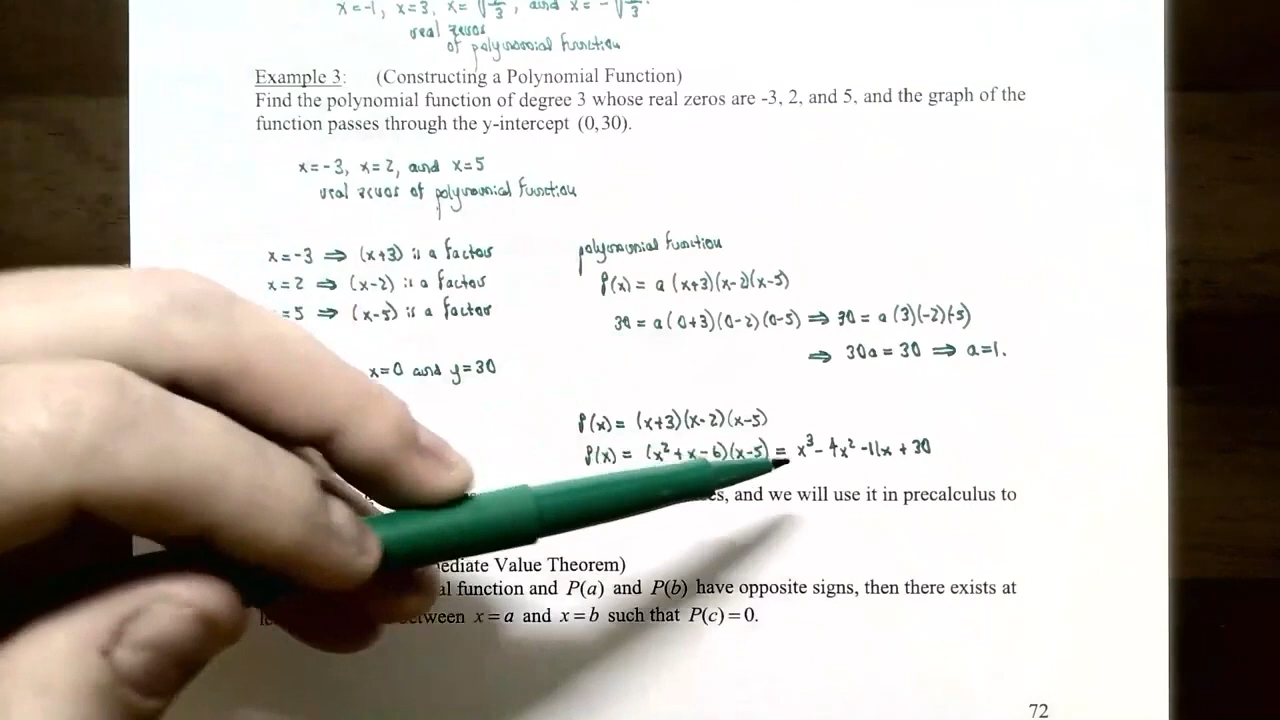 x=-1, x=3, x=√, and x=-√
real zeros
of polynomial function
Example 3: (Constructing a Polynomial Function)
Find the polynomial function of degree 3 whose real zeros are -3, 2, and 5, and the graph of the
function passes through the y-intercept (0,30).
x=-3, x=2, and x=5
real zeros of polynomial function
x=-3 ⇒ (x+3) is a factor
x=2 ⇒ (x-2) is a factor
=5 ⇒ (x-5) is a factor
x=0 and y=30
polynomial function
P(x) = a(x+3)(x-2)(x-5)
30 = a(0+3)(0-2)(0-5) ⇒ 30 = a(3)(-2)(-5)
⇒ 30a = 30 ⇒ a=1.
P(x) = (x+3)(x-2)(x-5)
P(x) = (x²+x-6)(x-5) = x³-4x²-11x+30
, and we will use it in precalculus to
ediate Value Theorem)
al function and P(a) and P(b) have opposite signs, then there exists at
between x=a and x=b such that P(c)=0.
72